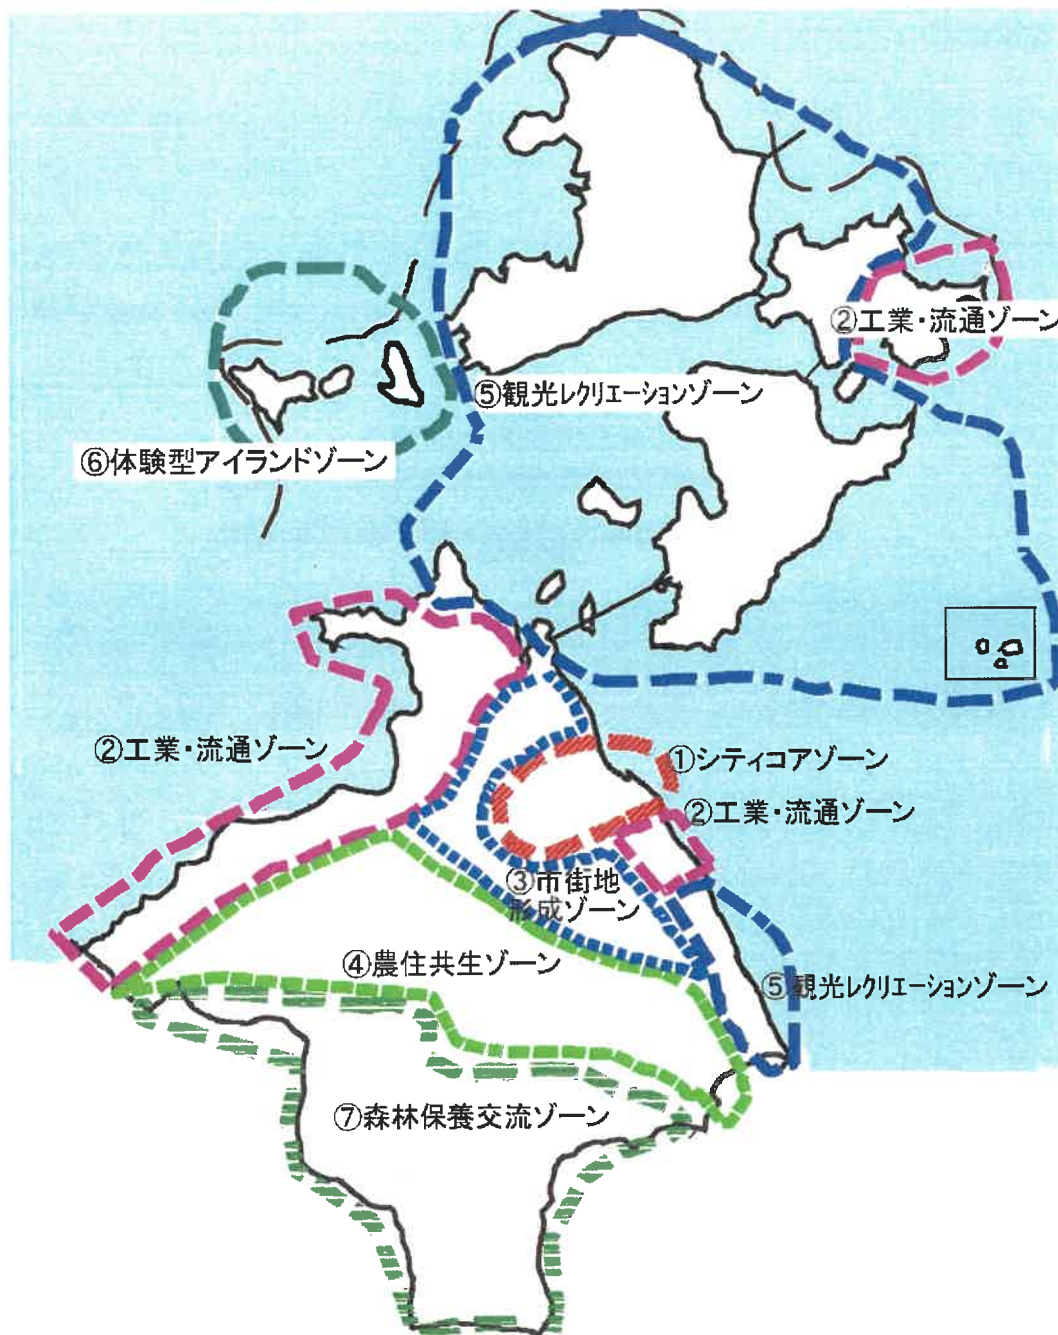 ②工業・流通ゾーン
⑤観光レクリエーションゾーン
⑥体験型アイランドゾーン
②工業・流通ゾーン
①シティコアゾーン
②工業・流通ゾーン
③市街地
形成ゾーン
④農住共生ゾーン
⑤観光レクリエーションゾーン
⑦森林保養交流ゾーン